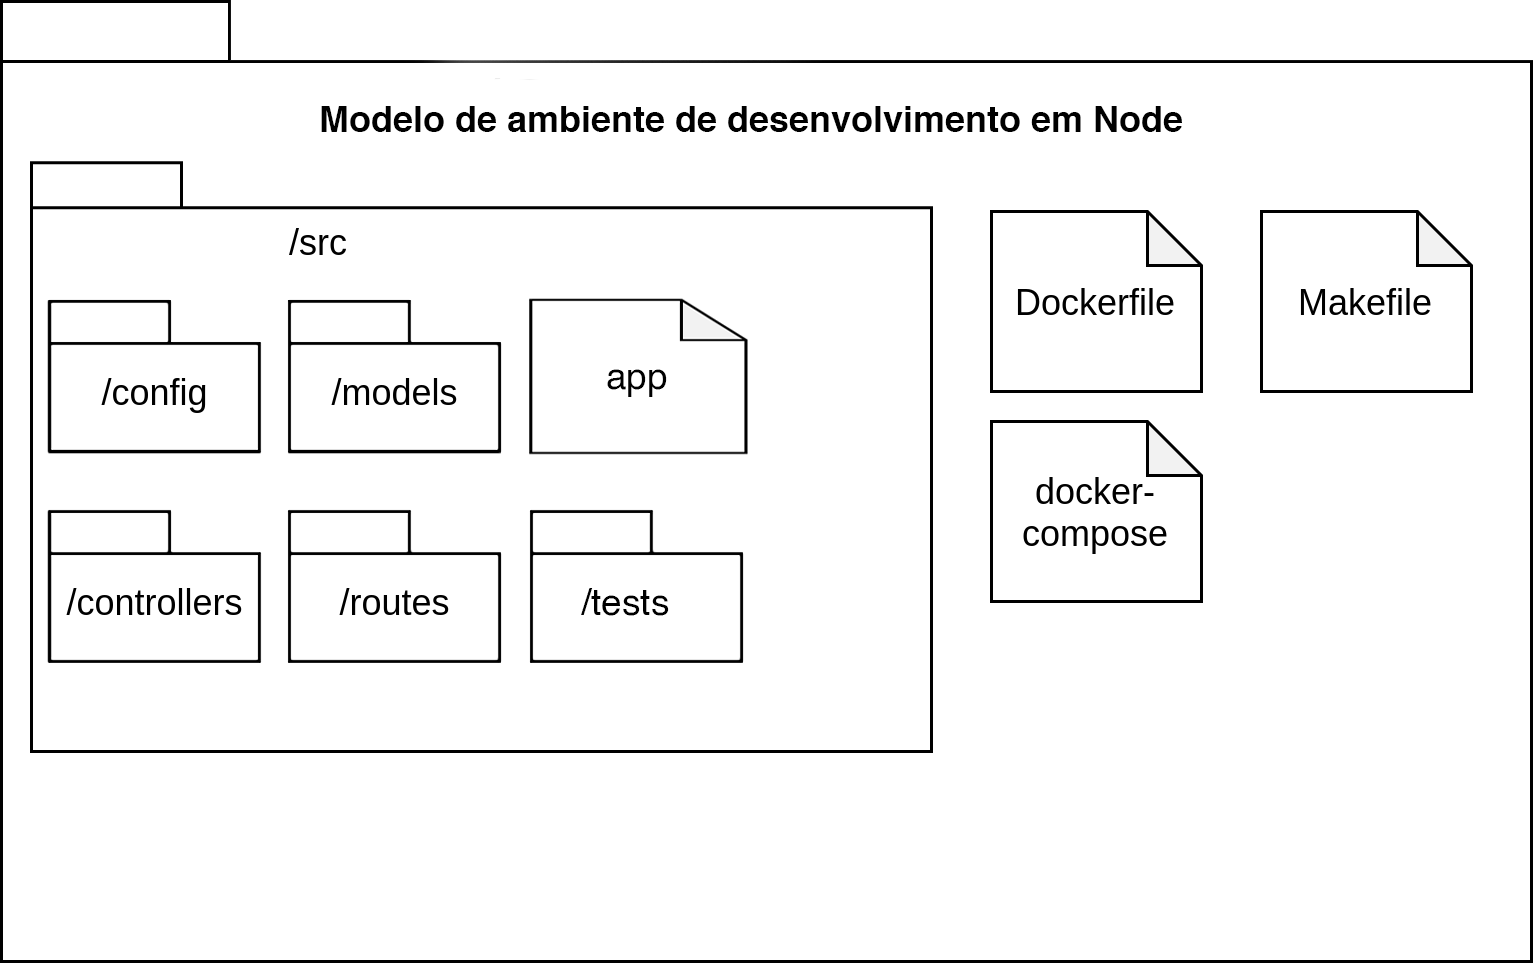 Modelo de ambiente de desenvolvimento em Node
/src
/config
/models
app
/controllers
/routes
/tests
Dockerfile
Makefile
docker-
compose